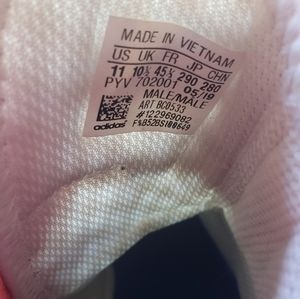 MADE IN VIETNAM
US UK FR JP CHN
11 10½ 45⅓ 290 280
PYV 702001 05/19
MALE/MALE
ART BC0533
#122969082
adidas